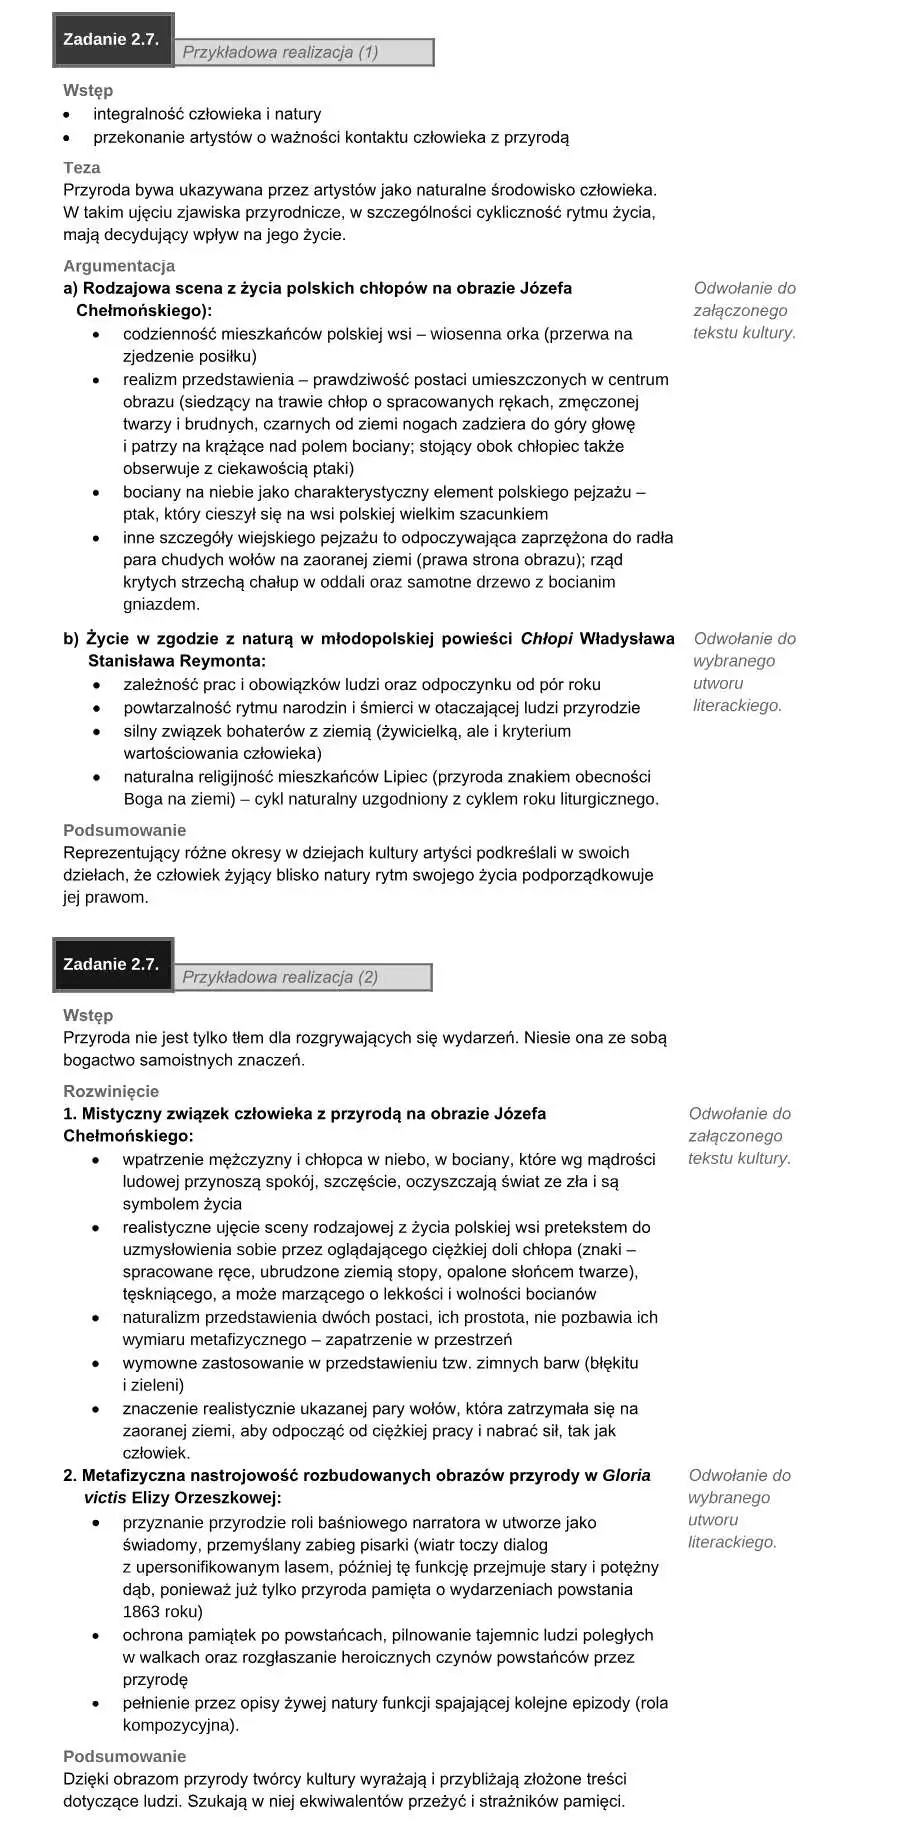 Zadanie 2.7.
Przykładowa realizacja (1)
Wstęp
• integralność człowieka i natury
• przekonanie artystów o ważności kontaktu człowieka z przyrodą
Teza
Przyroda bywa ukazywana przez artystów jako naturalne środowisko człowieka.
W takim ujęciu zjawiska przyrodnicze, w szczególności cykliczność rytmu życia,
mają decydujący wpływ na jego życie.
Argumentacja
a) Rodzajowa scena z życia polskich chłopów na obrazie Józefa
Chełmońskiego):
• codzienność mieszkańców polskiej wsi – wiosenna orka (przerwa na
zjedzenie posiłku)
• realizm przedstawienia – prawdziwość postaci umieszczonych w centrum
obrazu (siedzący na trawie chłop o spracowanych rękach, zmęczonej
twarzy i brudnych, czarnych od ziemi nogach zadziera do góry głowę
i patrzy na krążące nad polem bociany; stojący obok chłopiec także
obserwuje z ciekawością ptaki)
• bociany na niebie jako charakterystyczny element polskiego pejzażu –
ptak, który cieszył się na wsi polskiej wielkim szacunkiem
• inne szczegóły wiejskiego pejzażu to odpoczywająca zaprzężona do radła
para chudych wołów na zaoranej ziemi (prawa strona obrazu); rząd
krytych strzechą chałup w oddali oraz samotne drzewo z bocianim
gniazdem.
Odwołanie do
załączonego
tekstu kultury.
b) Życie w zgodzie z naturą w młodopolskiej powieści Chłopi Władysława
Stanisława Reymonta:
• zależność prac i obowiązków ludzi oraz odpoczynku od pór roku
• powtarzalność rytmu narodzin i śmierci w otaczającej ludzi przyrodzie
• silny związek bohaterów z ziemią (żywicielką, ale i kryterium
wartościowania człowieka)
• naturalna religijność mieszkańców Lipiec (przyroda znakiem obecności
Boga na ziemi) – cykl naturalny uzgodniony z cyklem roku liturgicznego.
Odwołanie do
wybranego
utworu
literackiego.
Podsumowanie
Reprezentujący różne okresy w dziejach kultury artyści podkreślali w swoich
dziełach, że człowiek żyjący blisko natury rytm swojego życia podporządkowuje
jej prawom.
Zadanie 2.7.
Przykładowa realizacja (2)
Wstęp
Przyroda nie jest tylko tłem dla rozgrywających się wydarzeń. Niesie ona ze sobą
bogactwo samoistnych znaczeń.
Rozwinięcie
1. Mistyczny związek człowieka z przyrodą na obrazie Józefa
Chełmońskiego:
• wpatrzenie mężczyzny i chłopca w niebo, w bociany, które wg mądrości
ludowej przynoszą spokój, szczęście, oczyszczają świat ze zła i są
symbolem życia
• realistyczne ujęcie sceny rodzajowej z życia polskiej wsi pretekstem do
uzmysłowienia sobie przez oglądającego ciężkiej doli chłopa (znaki –
spracowane ręce, ubrudzone ziemią stopy, opalone słońcem twarze),
tęskniącego, a może marzącego o lekkości i wolności bocianów
• naturalizm przedstawienia dwóch postaci, ich prostota, nie pozbawia ich
wymiaru metafizycznego – zapatrzenie w przestrzeń
• wymowne zastosowanie w przedstawieniu tzw. zimnych barw (błękitu
i zieleni)
• znaczenie realistycznie ukazanej pary wołów, która zatrzymała się na
zaoranej ziemi, aby odpocząć od ciężkiej pracy i nabrać sił, tak jak
człowiek.
Odwołanie do
załączonego
tekstu kultury.
2. Metafizyczna nastrojowość rozbudowanych obrazów przyrody w Gloria
victis Elizy Orzeszkowej:
• przyznanie przyrodzie roli baśniowego narratora w utworze jako
świadomy, przemyślany zabieg pisarki (wiatr toczy dialog
z upersonifikowanym lasem, później tę funkcję przejmuje stary i potężny
dąb, ponieważ już tylko przyroda pamięta o wydarzeniach powstania
1863 roku)
• ochrona pamiątek po powstańcach, pilnowanie tajemnic ludzi poległych
w walkach oraz rozgłaszanie heroicznych czynów powstańców przez
przyrodę
• pełnienie przez opisy żywej natury funkcji spajającej kolejne epizody (rola
kompozycyjna).
Odwołanie do
wybranego
utworu
literackiego.
Podsumowanie
Dzięki obrazom przyrody twórcy kultury wyrażają i przybliżają złożone treści
dotyczące ludzi. Szukają w niej ekwiwalentów przeżyć i strażników pamięci.